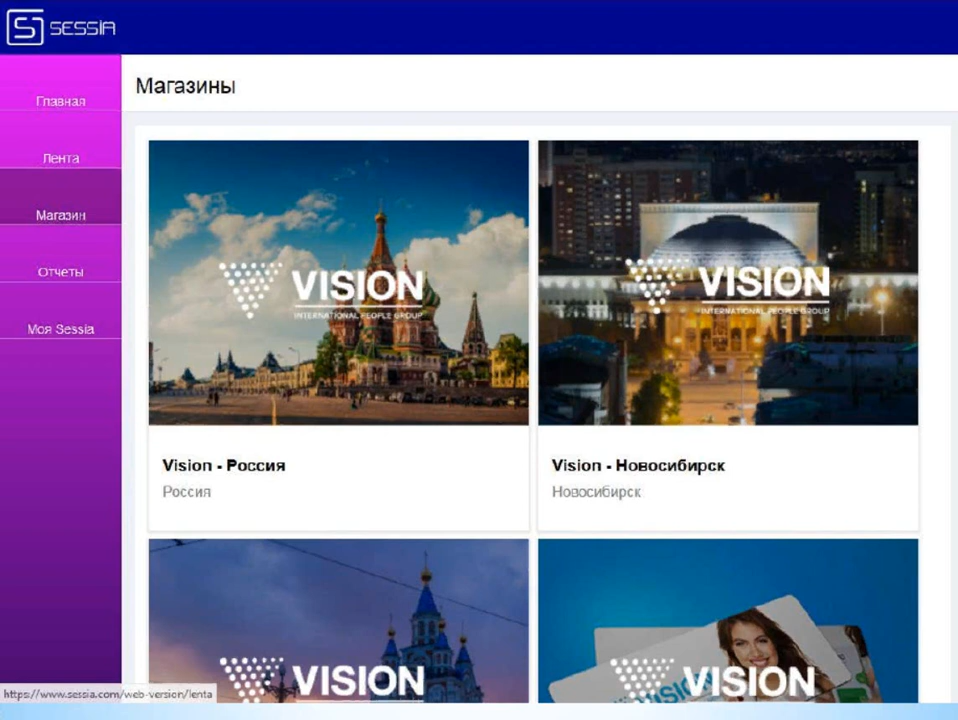 SESSIA
Магазины
Главная
Лента
Магазин
Отчеты
Моя Sessia
VISION
INTERNATIONAL PEOPLE GROUP
VISION
INTERNATIONAL PEOPLE GROUP
Vision - Россия
Россия
Vision - Новосибирск
Новосибирск
VISION
VISION
VISION
https://www.sessia.com/web-version/lenta